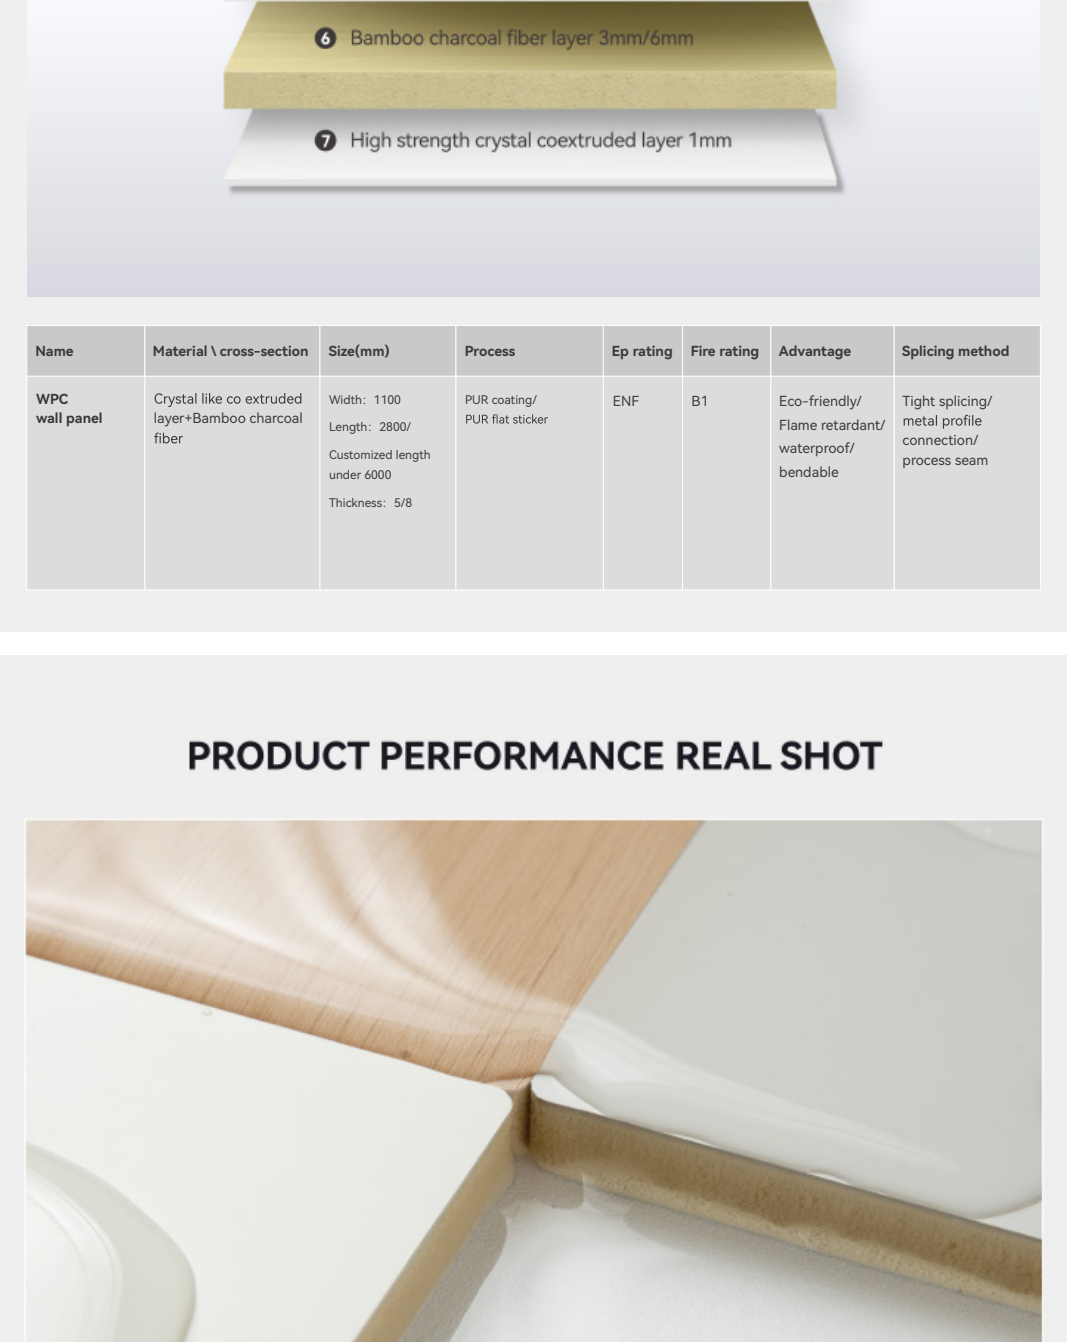 6 Bamboo charcoal fiber layer 3mm/6mm
7 High strength crystal coextruded layer 1mm
Name
Material \ cross-section
Size(mm)
Process
Ep rating
Fire rating
Advantage
Splicing method
WPC
wall panel
Crystal like co extruded
layer+Bamboo charcoal
fiber
Width: 1100
Length: 2800/
Customized length
under 6000
Thickness: 5/8
PUR coating/
PUR flat sticker
ENF
B1
Eco-friendly/
Flame retardant/
waterproof/
bendable
Tight splicing/
metal profile
connection/
process seam
PRODUCT PERFORMANCE REAL SHOT